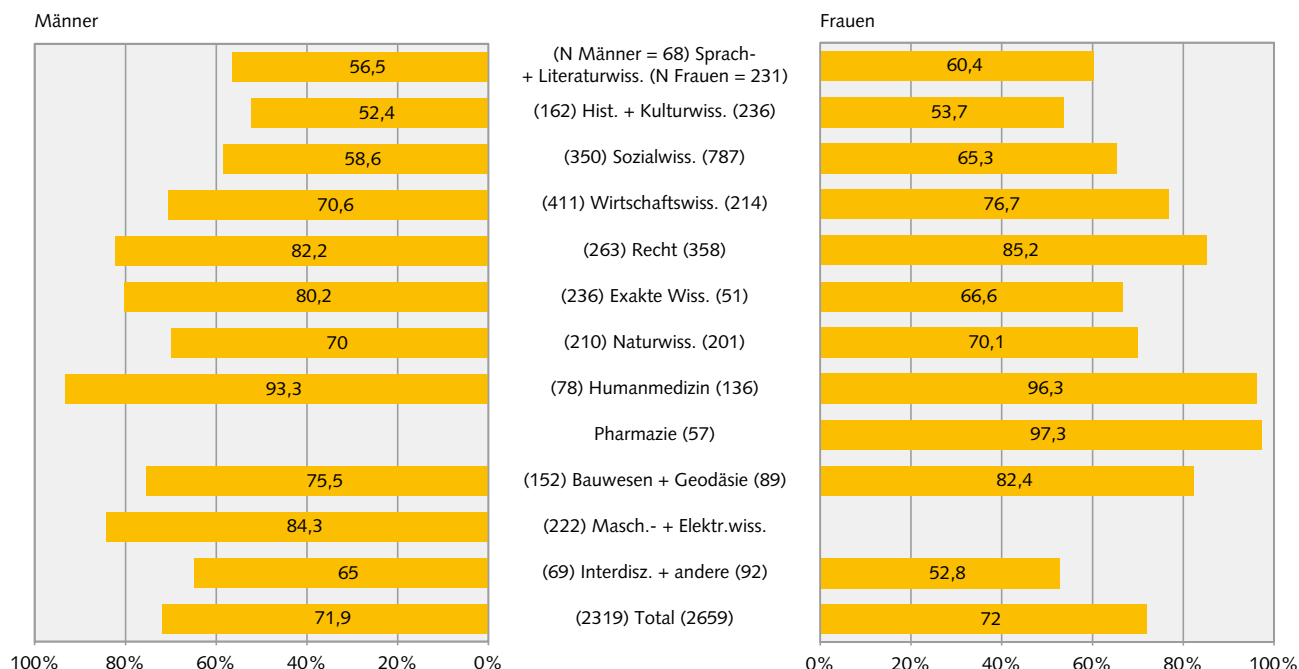 Männer
Frauen
56,5
(N Männer = 68) Sprach-
+ Literaturwiss. (N Frauen = 231)
60,4
52,4
(162) Hist. + Kulturwiss. (236)
53,7
58,6
(350) Sozialwiss. (787)
65,3
70,6
(411) Wirtschaftswiss. (214)
76,7
82,2
(263) Recht (358)
85,2
80,2
(236) Exakte Wiss. (51)
66,6
70
(210) Naturwiss. (201)
70,1
93,3
(78) Humanmedizin (136)
96,3
Pharmazie (57)
97,3
75,5
(152) Bauwesen + Geodäsie (89)
82,4
84,3
(222) Masch.- + Elektr.wiss.
65
(69) Interdisz. + andere (92)
52,8
71,9
(2319) Total (2659)
72
100% 80% 60% 40% 20% 0%
0% 20% 40% 60% 80% 100%